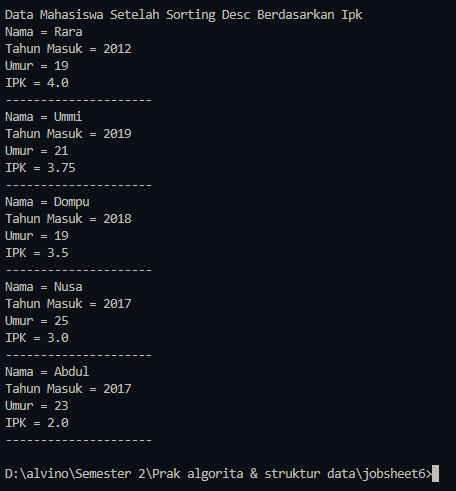 Data Mahasiswa Setelah Sorting Desc Berdasarkan Ipk
Nama = Rara
Tahun Masuk = 2012
Umur = 19
IPK = 4.0
---------------------
Nama = Ummi
Tahun Masuk = 2019
Umur = 21
IPK = 3.75
---------------------
Nama = Dompu
Tahun Masuk = 2018
Umur = 19
IPK = 3.5
---------------------
Nama = Nusa
Tahun Masuk = 2017
Umur = 25
IPK = 3.0
---------------------
Nama = Abdul
Tahun Masuk = 2017
Umur = 23
IPK = 2.0
---------------------
D:\alvino\Semester 2\Prak algorita & struktur data\jobsheet6>